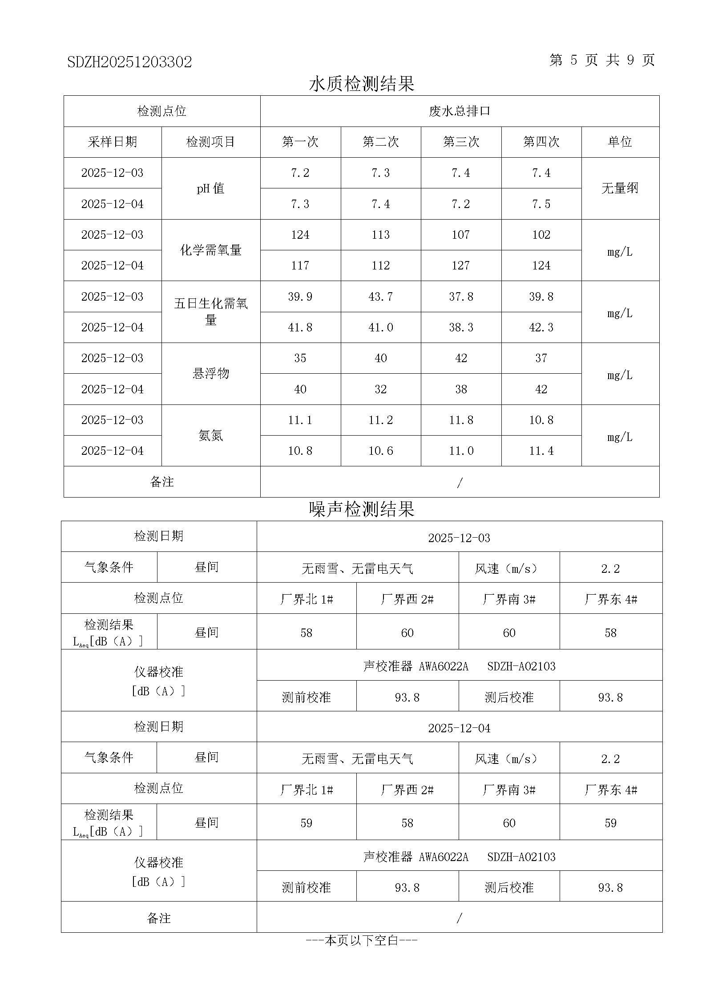 SDZH20251203302
第 5 页 共 9 页
水质检测结果
检测点位 废水总排口
采样日期 检测项目 第一次 第二次 第三次 第四次 单位
2025-12-03 pH值 7.2 7.3 7.4 7.4 无量纲
2025-12-04 7.3 7.4 7.2 7.5
2025-12-03 化学需氧量 124 113 107 102 mg/L
2025-12-04 117 112 127 124
2025-12-03 五日生化需氧 39.9 43.7 37.8 39.8 mg/L
量
2025-12-04 41.8 41.0 38.3 42.3
2025-12-03 悬浮物 35 40 42 37 mg/L
2025-12-04 40 32 38 42
2025-12-03 氨氮 11.1 11.2 11.8 10.8 mg/L
2025-12-04 10.8 10.6 11.0 11.4
备注 /
噪声检测结果
检测日期 2025-12-03
气象条件 昼间 无雨雪、无雷电天气 风速（m/s） 2.2
检测点位 厂界北 1# 厂界西 2# 厂界南 3# 厂界东 4#
检测结果
LAeq[dB（A）] 昼间 58 60 60 58
仪器校准
[dB（A）]
声校准器 AWA6022A SDZH-A02103
测前校准 93.8 测后校准 93.8
检测日期 2025-12-04
气象条件 昼间 无雨雪、无雷电天气 风速（m/s） 2.2
检测点位 厂界北 1# 厂界西 2# 厂界南 3# 厂界东 4#
检测结果
LAeq[dB（A）] 昼间 59 58 60 59
仪器校准
[dB（A）]
声校准器 AWA6022A SDZH-A02103
测前校准 93.8 测后校准 93.8
备注 /
---本页以下空白---